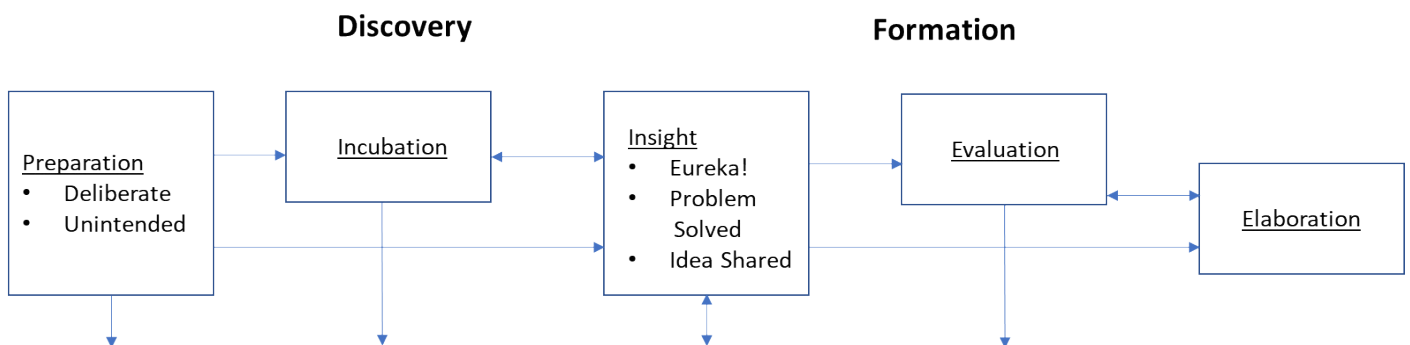 Discovery
Formation
Preparation
• Deliberate
• Unintended
Incubation
Insight
• Eureka!
• Problem
Solved
• Idea Shared
Evaluation
Elaboration